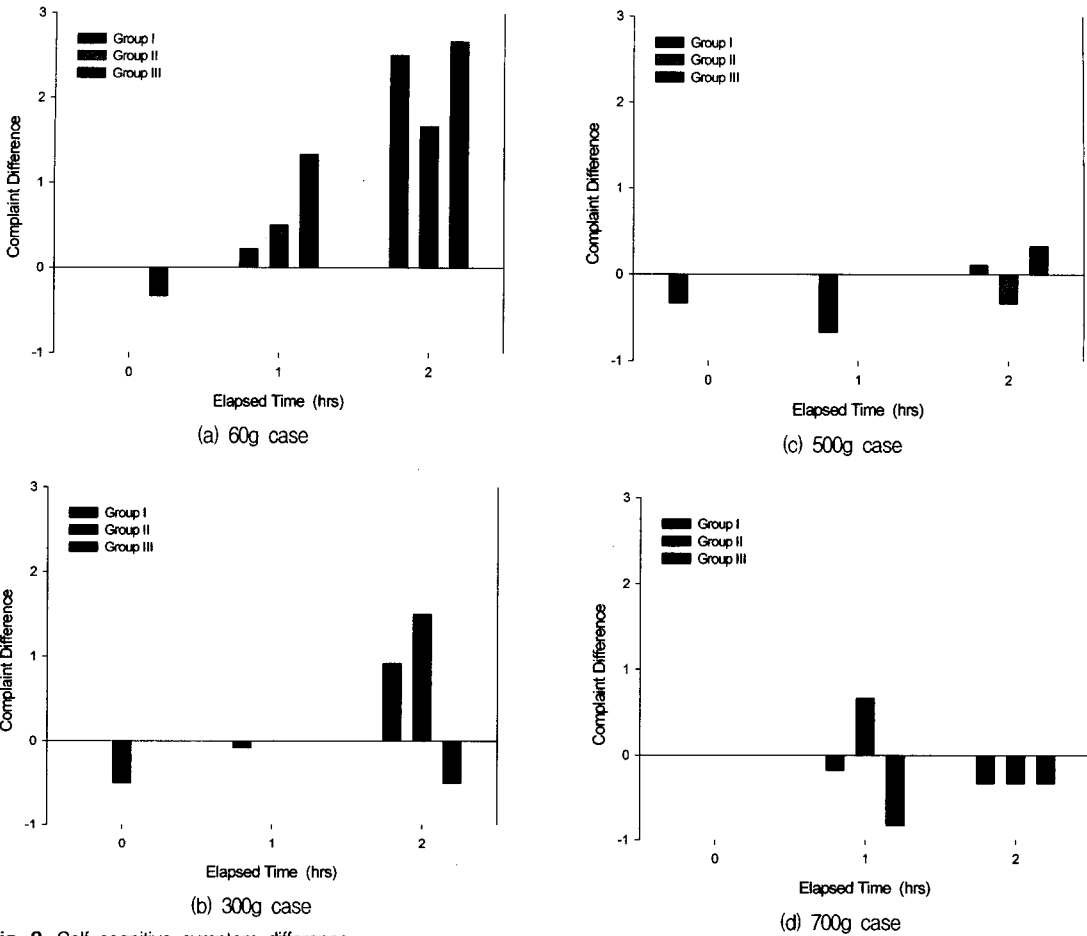 3
2
1
0
-1
Complaint Difference
Group I
Group II
Group III
0 1 2
Elapsed Time (hrs)
(a) 60g case
3
2
1
0
-1
Complaint Difference
Group I
Group II
Group III
0 1 2
Elapsed Time (hrs)
(c) 500g case
3
2
1
0
-1
Complaint Difference
Group I
Group II
Group III
0 1 2
Elapsed Time (hrs)
(b) 300g case
3
2
1
0
-1
Complaint Difference
Group I
Group II
Group III
0 1 2
Elapsed Time (hrs)
(d) 700g case